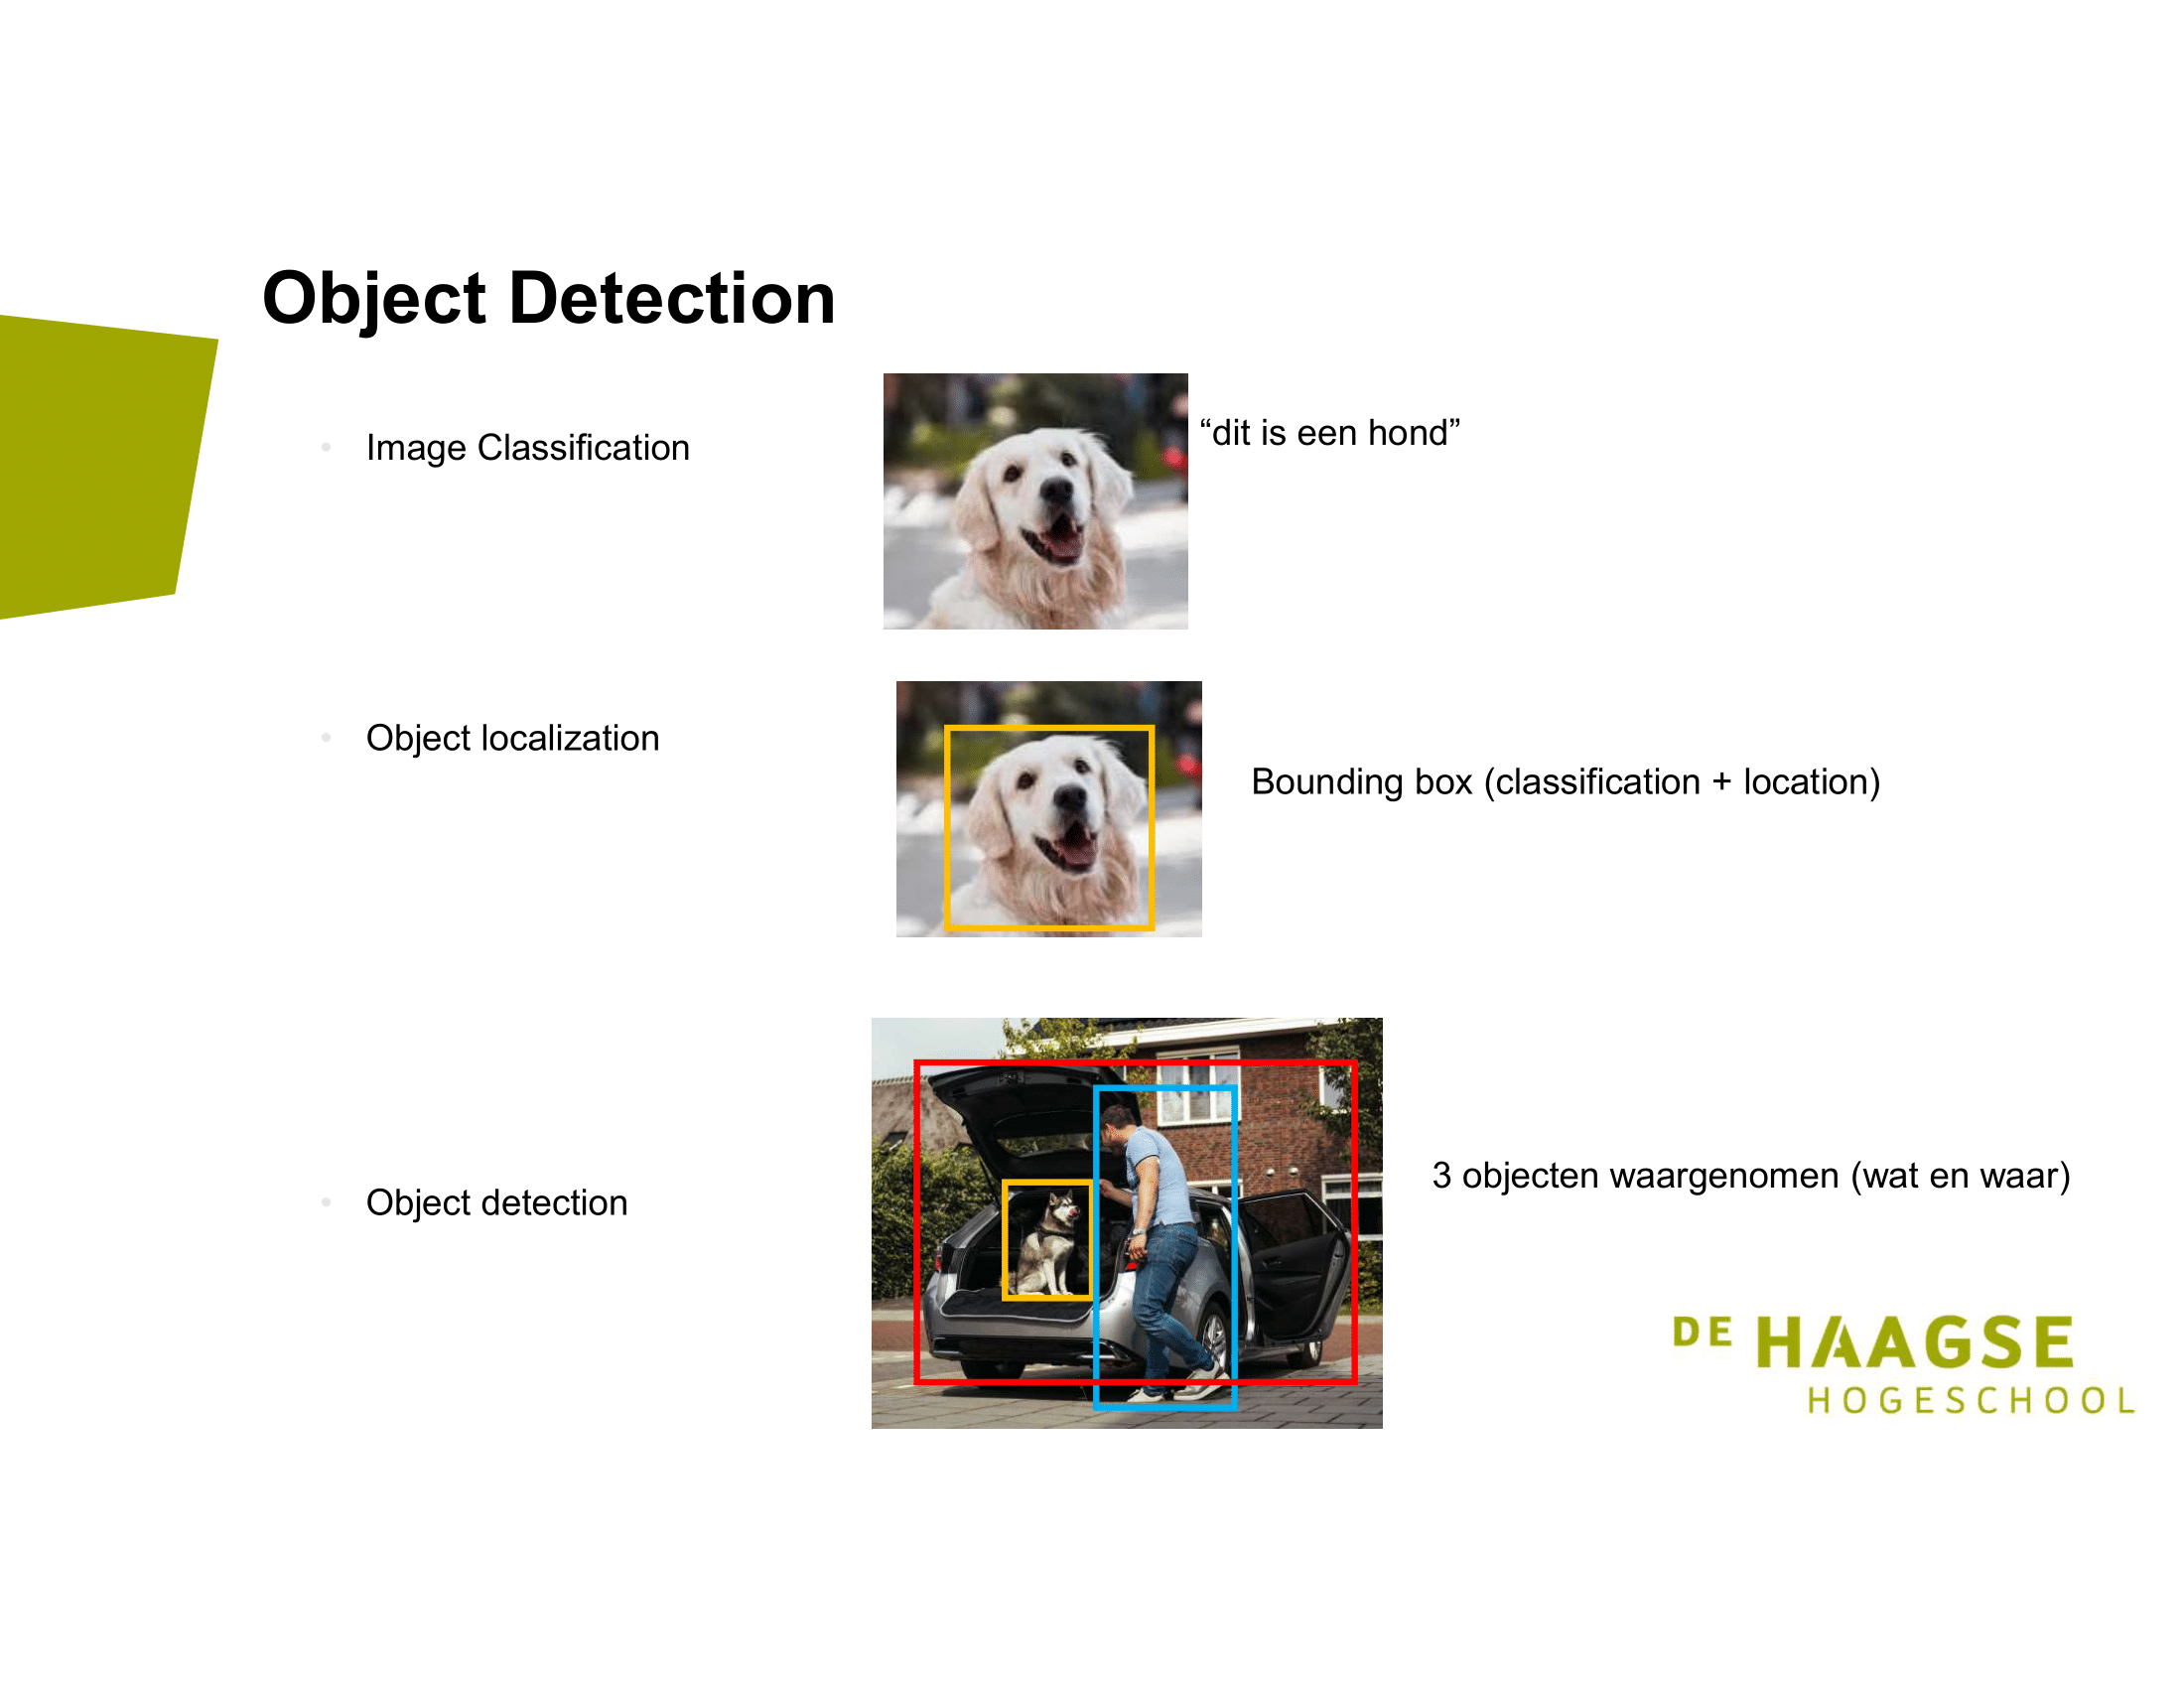 Object Detection
• Image Classification
“dit is een hond”
• Object localization
Bounding box (classification + location)
• Object detection
3 objecten waargenomen (wat en waar)
DE HAAGSE
HOGESCHOOL